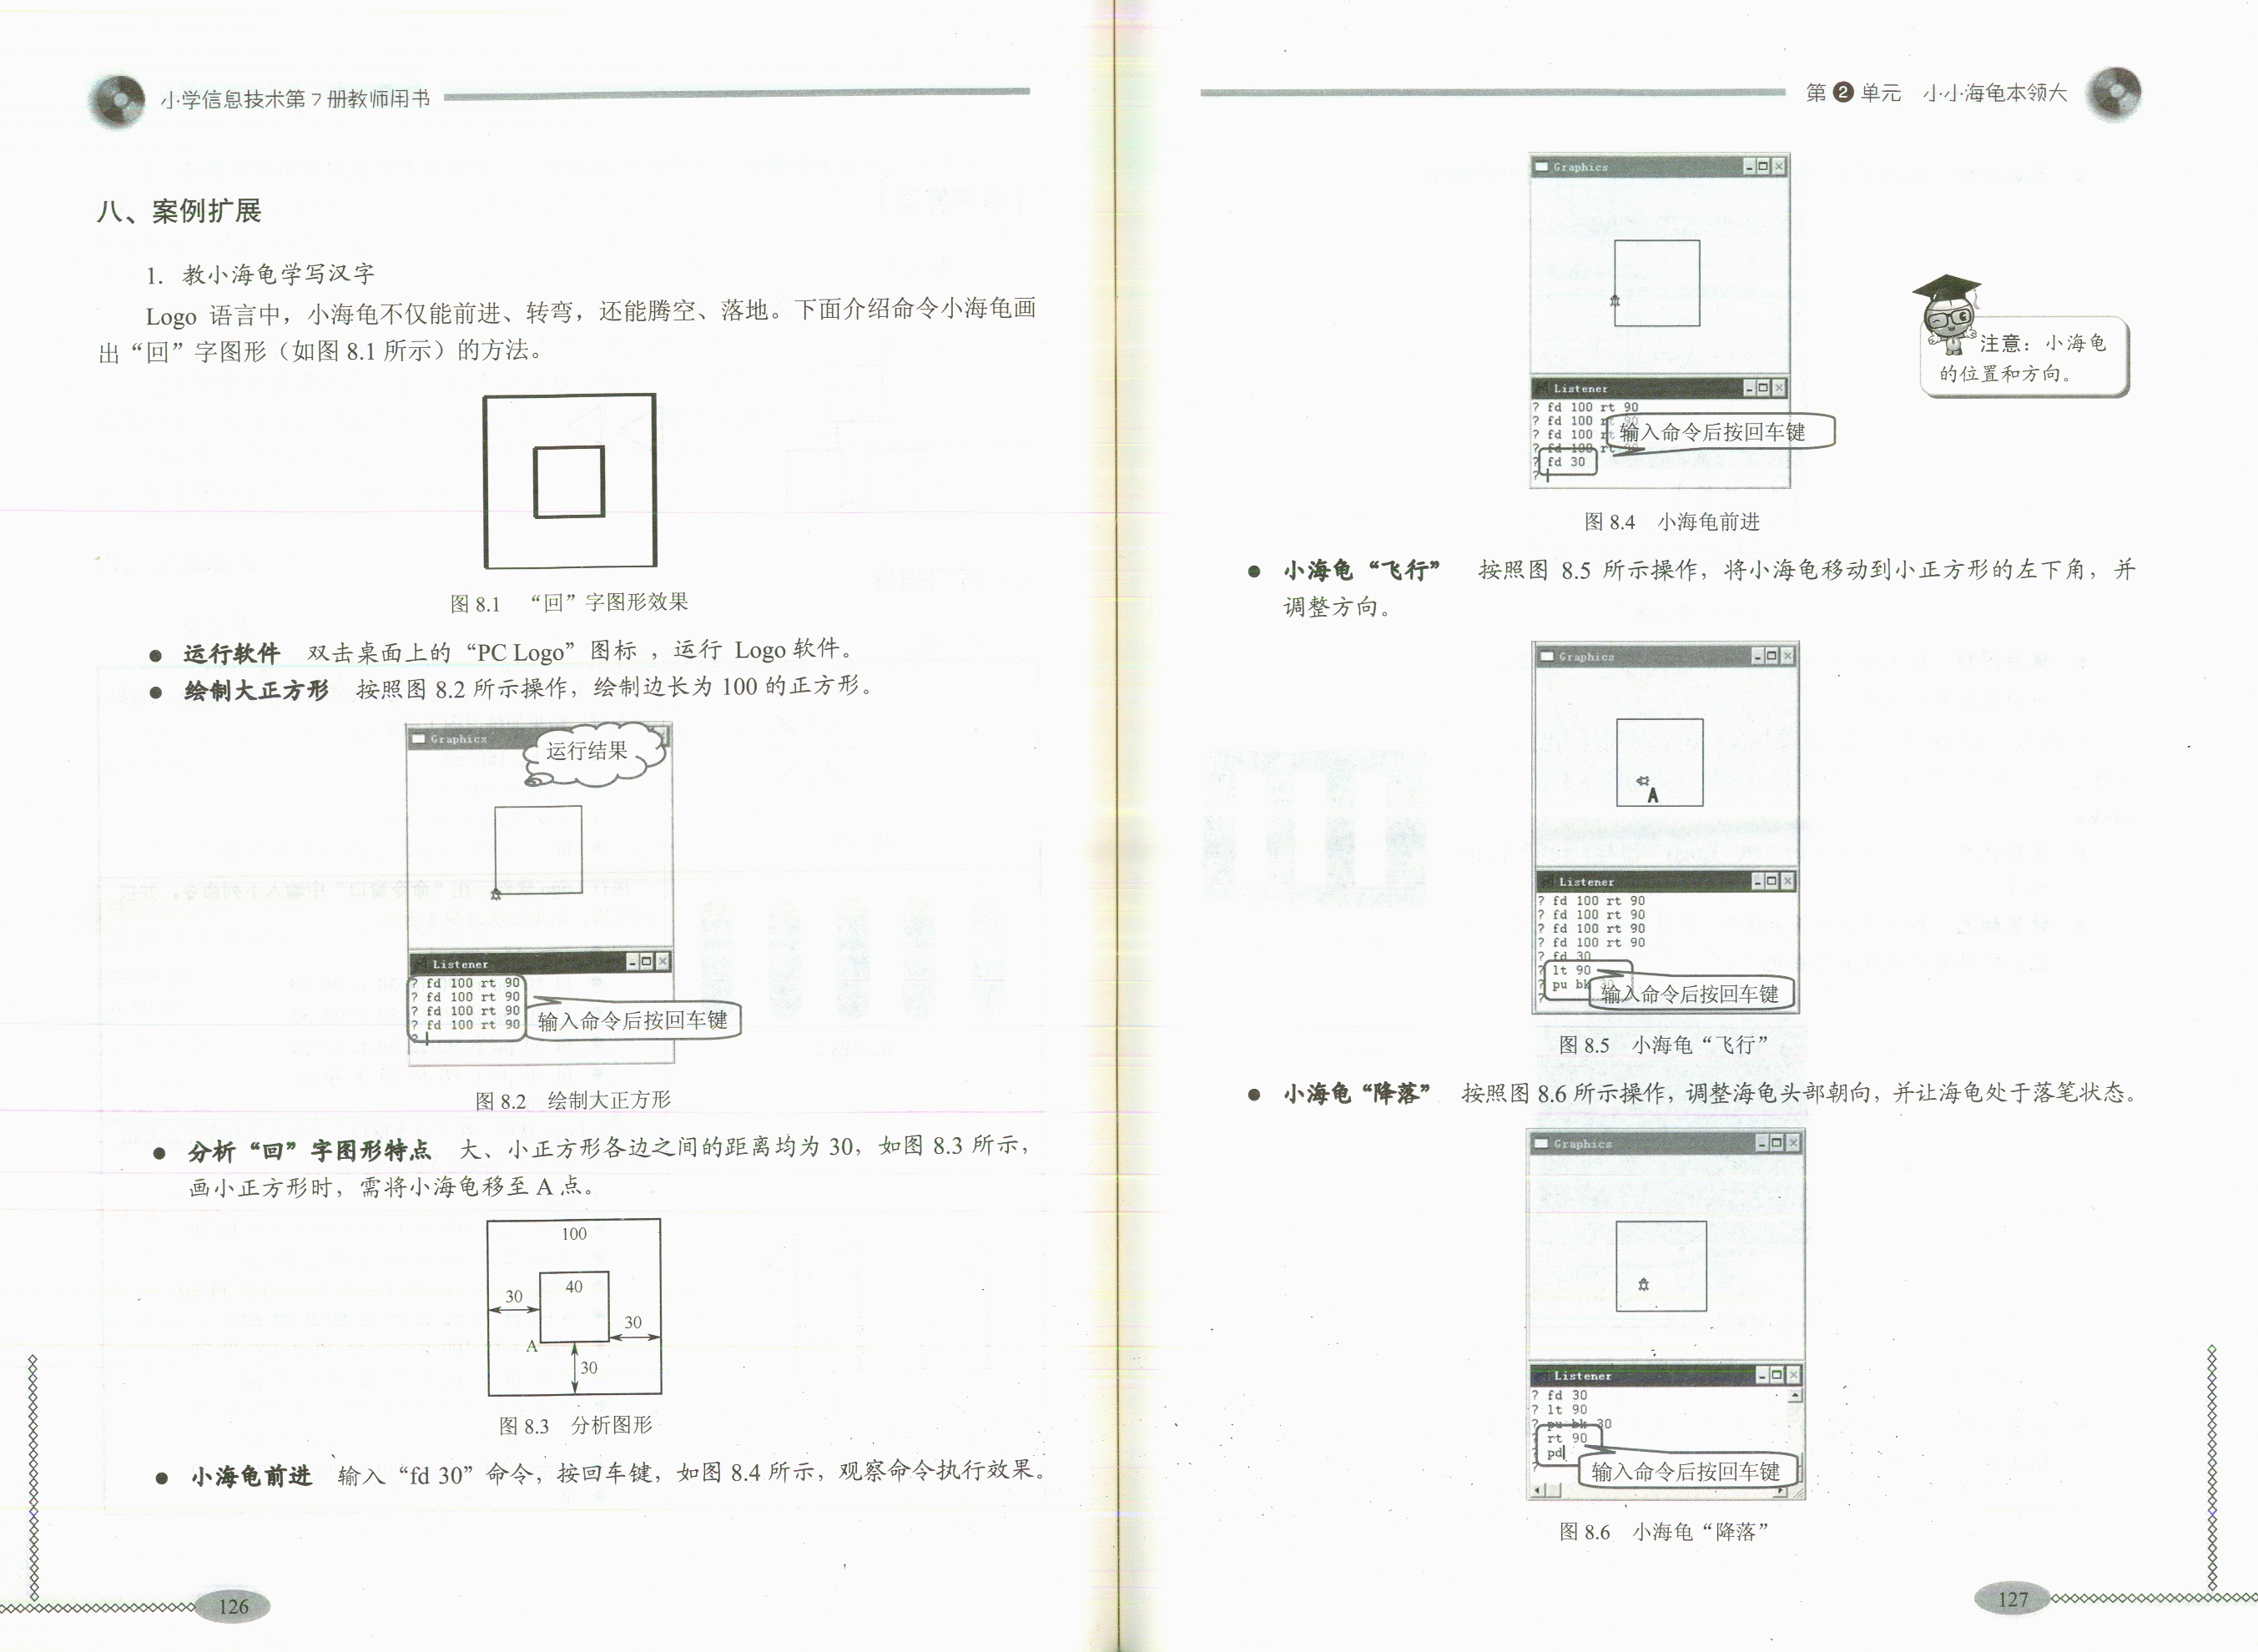 小学信息技术第7册教师用书
八、案例扩展
1. 教小海龟学写汉字
Logo 语言中，小海龟不仅能前进、转弯，还能腾空、落地。下面介绍命令小海龟画
出“回”字图形（如图 8.1 所示）的方法。
图 8.1 “回”字图形效果
● 运行软件 双击桌面上的“PC Logo”图标 ，运行 Logo 软件。
● 绘制大正方形 按照图 8.2 所示操作，绘制边长为 100 的正方形。
Graphics
运行结果
Listener
? fd 100 rt 90
? fd 100 rt 90
? fd 100 rt 90
? fd 100 rt 90
?
输入命令后按回车键
图 8.2 绘制大正方形
● 分析“回”字图形特点 大、小正方形各边之间的距离均为 30，如图 8.3 所示，
画小正方形时，需将小海龟移至 A 点。
100
40
30
30
A
30
图 8.3 分析图形
● 小海龟前进 输入“fd 30”命令，按回车键，如图 8.4 所示，观察命令执行效果。
126
第2单元 小小海龟本领大
Graphics
Listener
? fd 100 rt 90
? fd 100 rt 90
? fd 100 rt
? fd 100 rt
? fd 30
?
输入命令后按回车键
注意：小海龟
的位置和方向。
图 8.4 小海龟前进
● 小海龟“飞行” 按照图 8.5 所示操作，将小海龟移动到小正方形的左下角，并
调整方向。
Graphics
A
Listener
? fd 100 rt 90
? fd 100 rt 90
? fd 100 rt 90
? fd 100 rt 90
? fd 30
? lt 90
? pu bk 30
?
输入命令后按回车键
图 8.5 小海龟“飞行”
● 小海龟“降落” 按照图 8.6 所示操作，调整海龟头部朝向，并让海龟处于落笔状态。
Graphics
Listener
? fd 30
? lt 90
? pu bk 30
? rt 90
? pd
?
输入命令后按回车键
图 8.6 小海龟“降落”
127